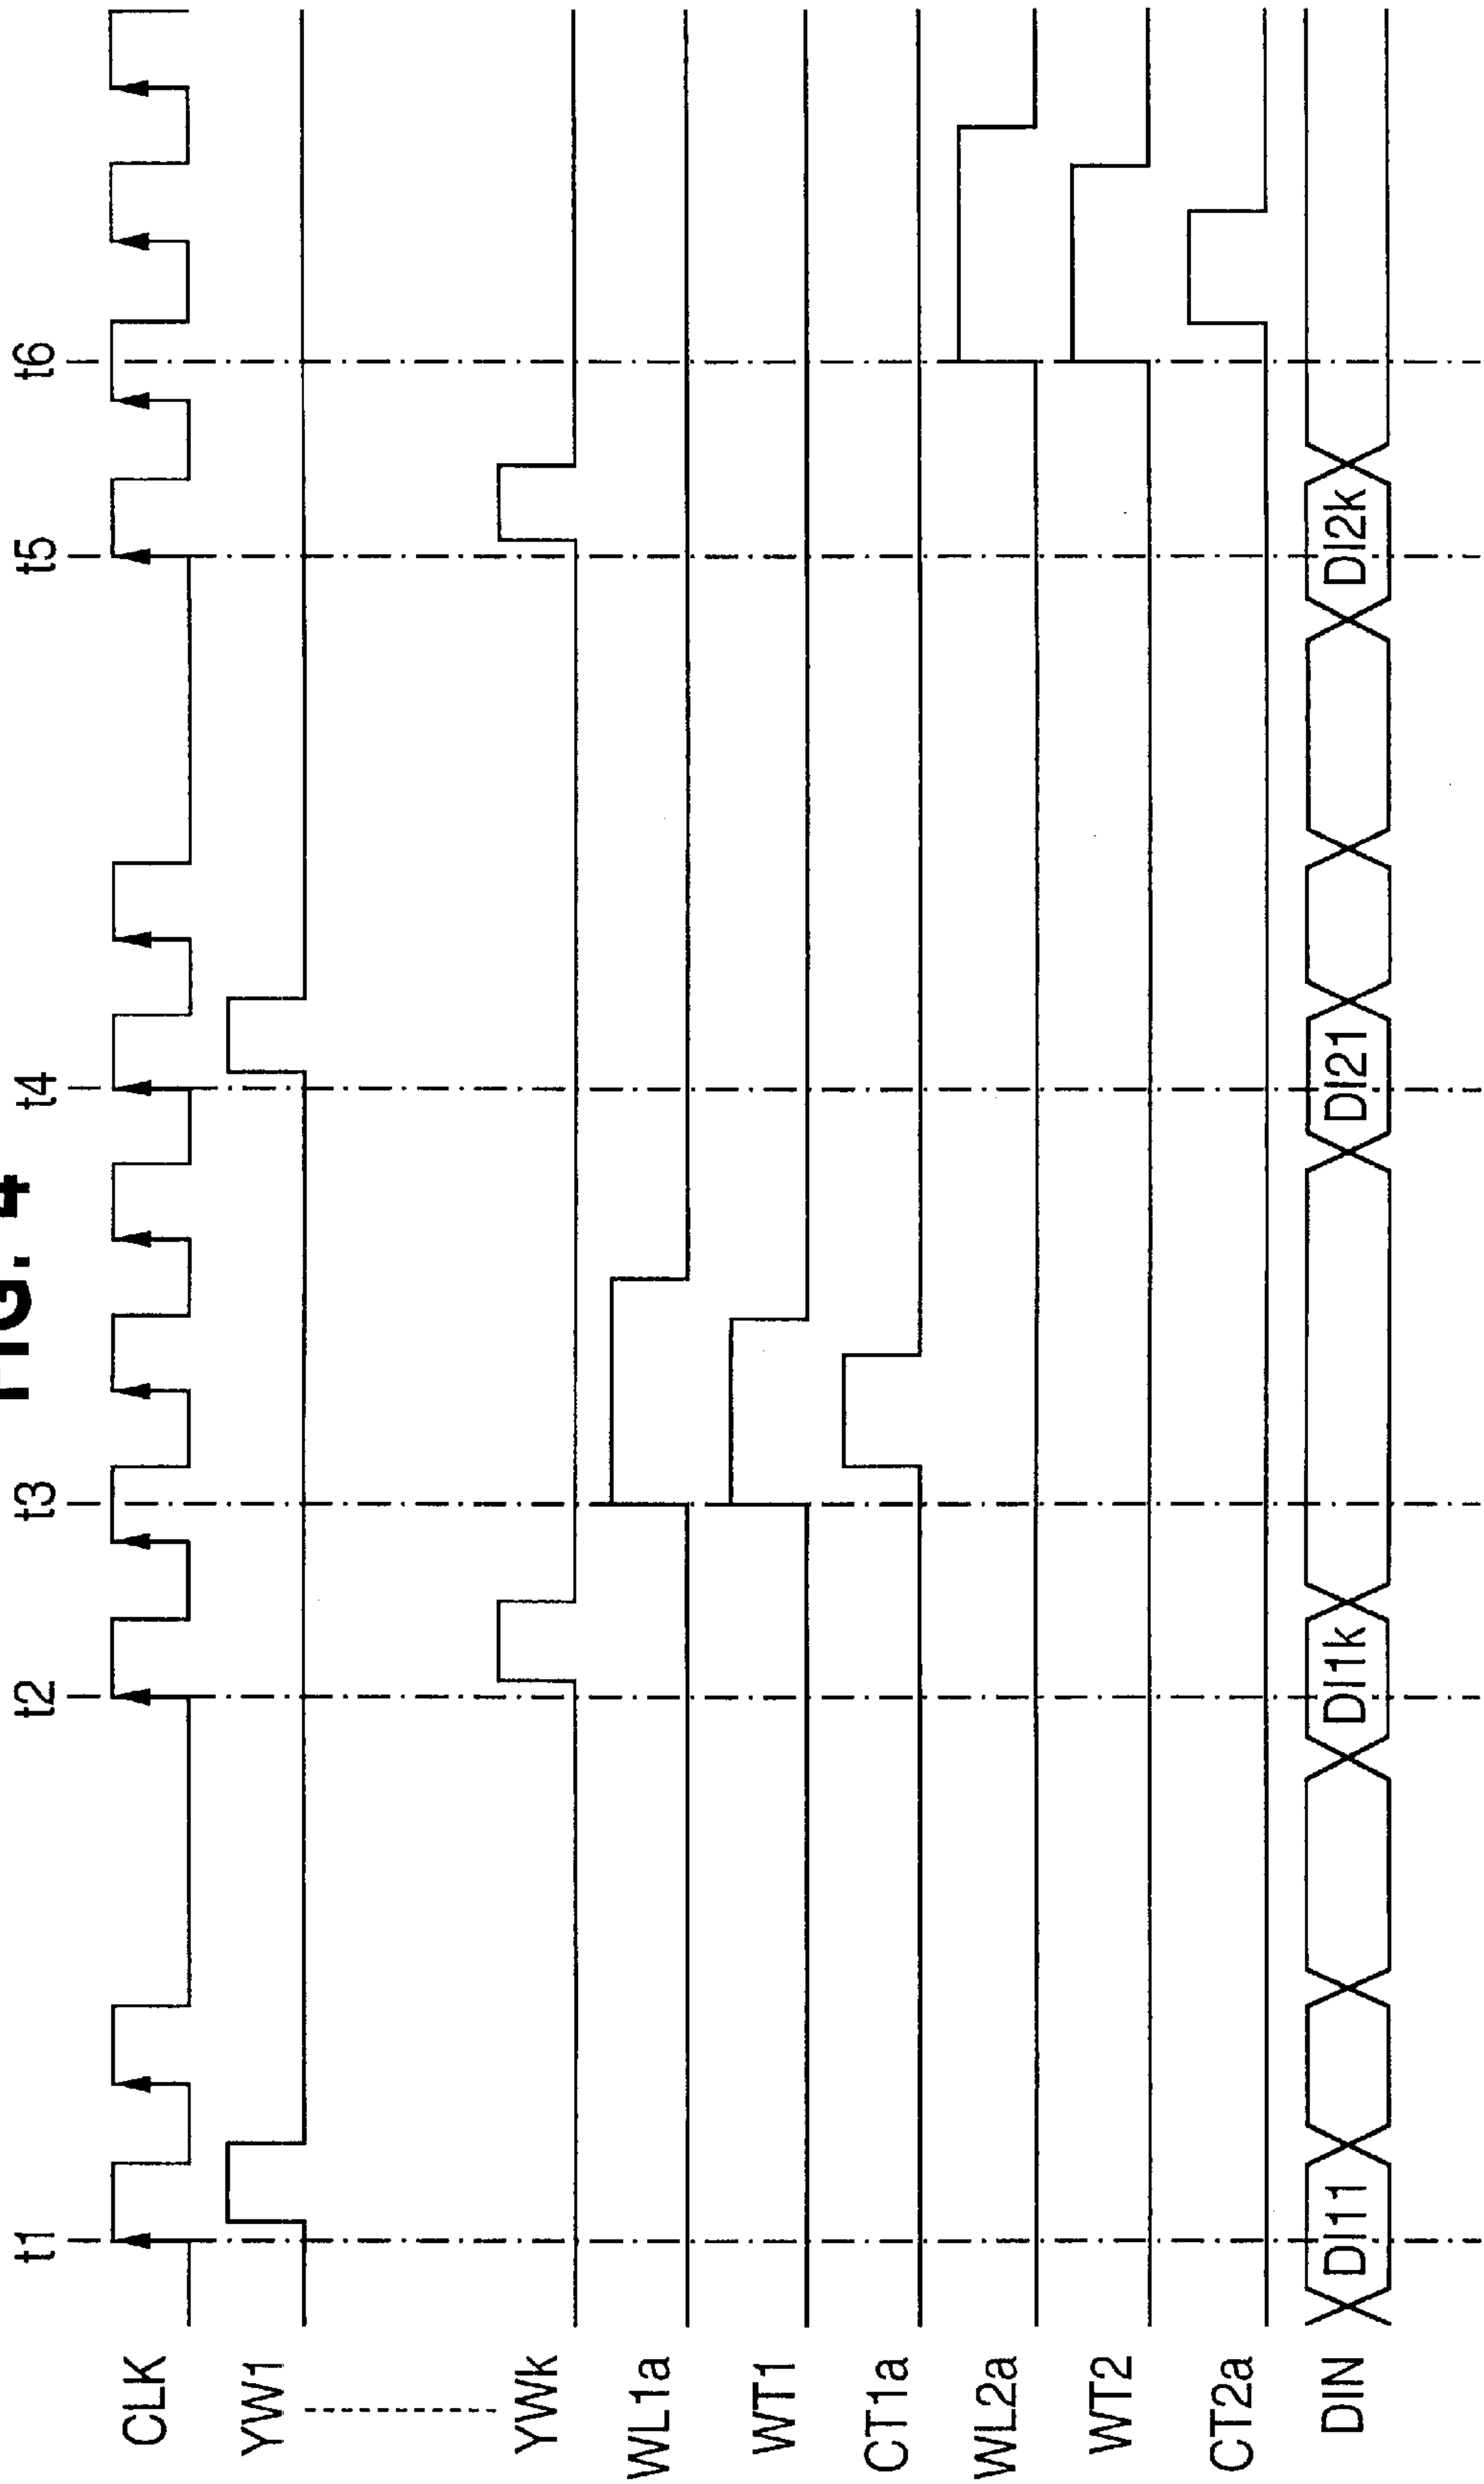 FIG. 4
t1 t2 t3 t4 t5 t6
CLK
YW1
YWk
WL1a
WT1
CT1a
WL2a
WT2
CT2a
DIN DI11 DI1k DI21 DI2k